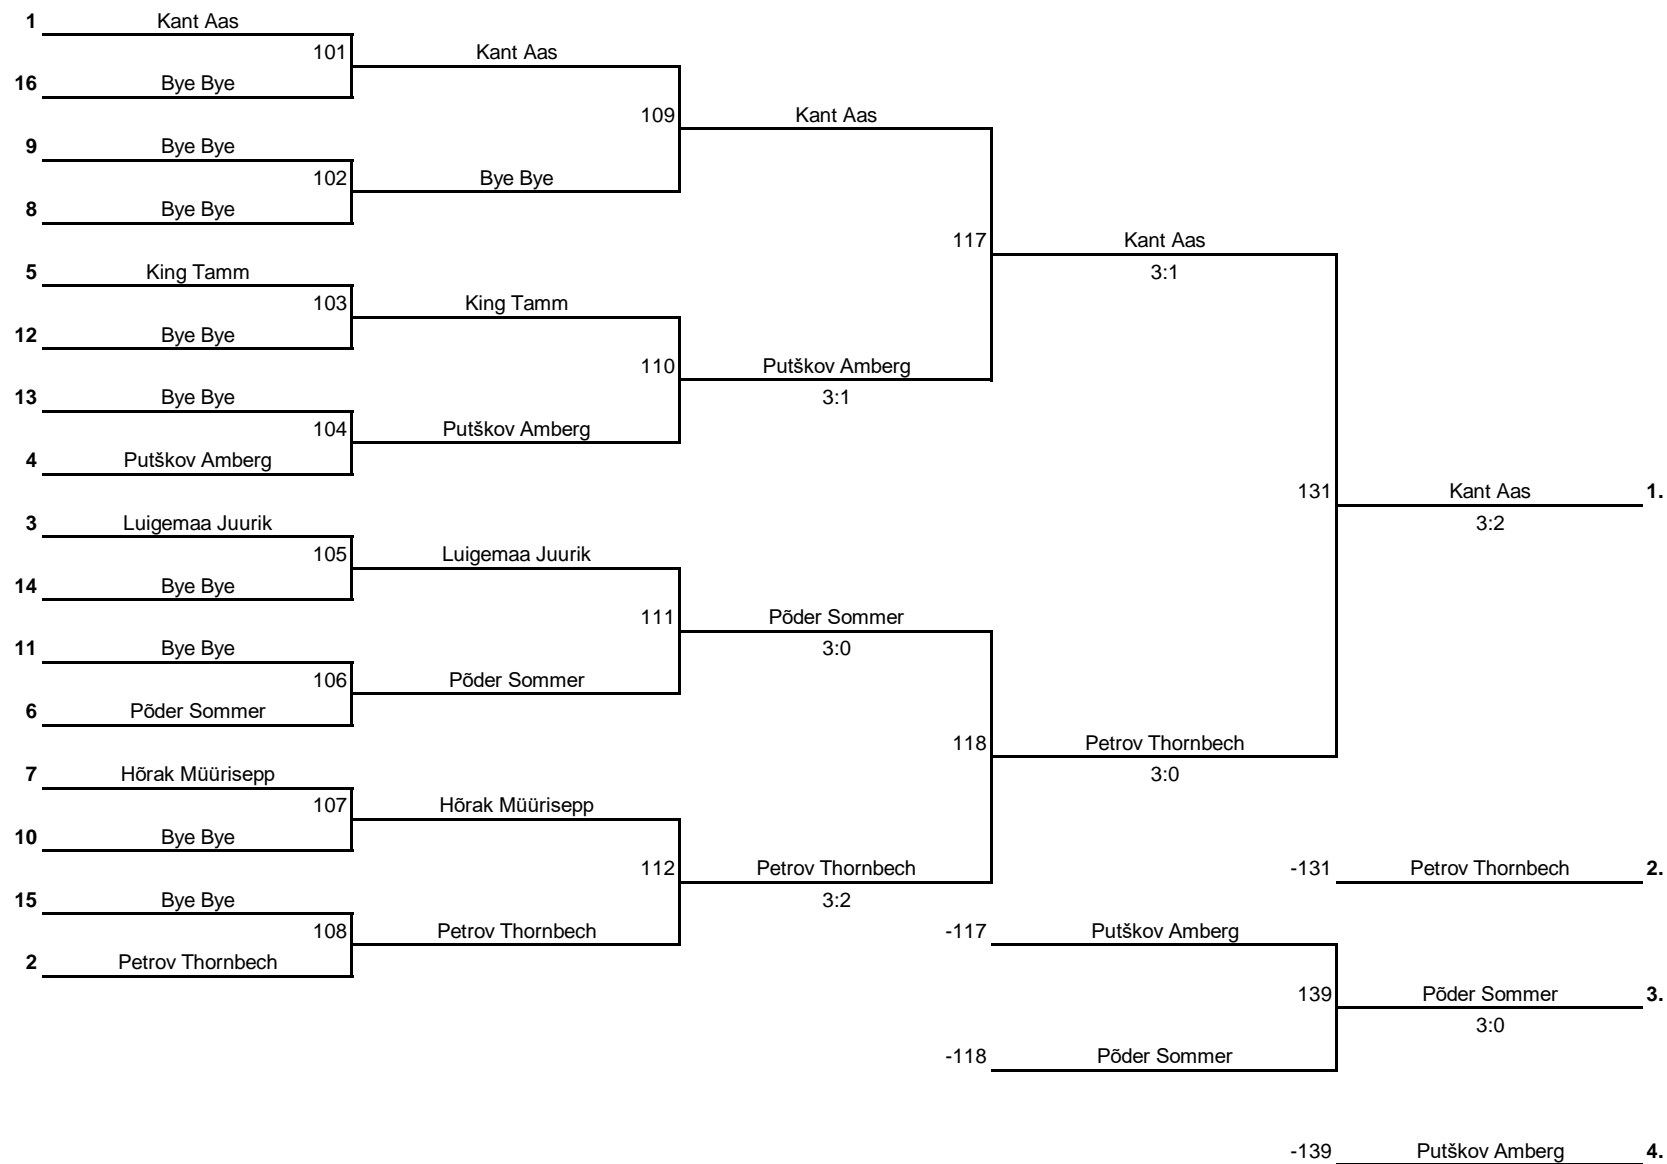 1 Kant Aas
101 Kant Aas
16 Bye Bye
109 Kant Aas
9 Bye Bye
102 Bye Bye
8 Bye Bye
117 Kant Aas
3:1
5 King Tamm
103 King Tamm
12 Bye Bye
110 Putškov Amberg
3:1
13 Bye Bye
104 Putškov Amberg
4 Putškov Amberg
131 Kant Aas 1.
3:2
3 Luigemaa Juurik
105 Luigemaa Juurik
14 Bye Bye
111 Põder Sommer
3:0
11 Bye Bye
106 Põder Sommer
6 Põder Sommer
118 Petrov Thornbech
3:0
7 Hõrak Müürisepp
107 Hõrak Müürisepp
10 Bye Bye
112 Petrov Thornbech
3:2
-131 Petrov Thornbech 2.
15 Bye Bye
108 Petrov Thornbech
2 Petrov Thornbech
-117 Putškov Amberg
139 Põder Sommer 3.
3:0
-118 Põder Sommer
-139 Putškov Amberg 4.